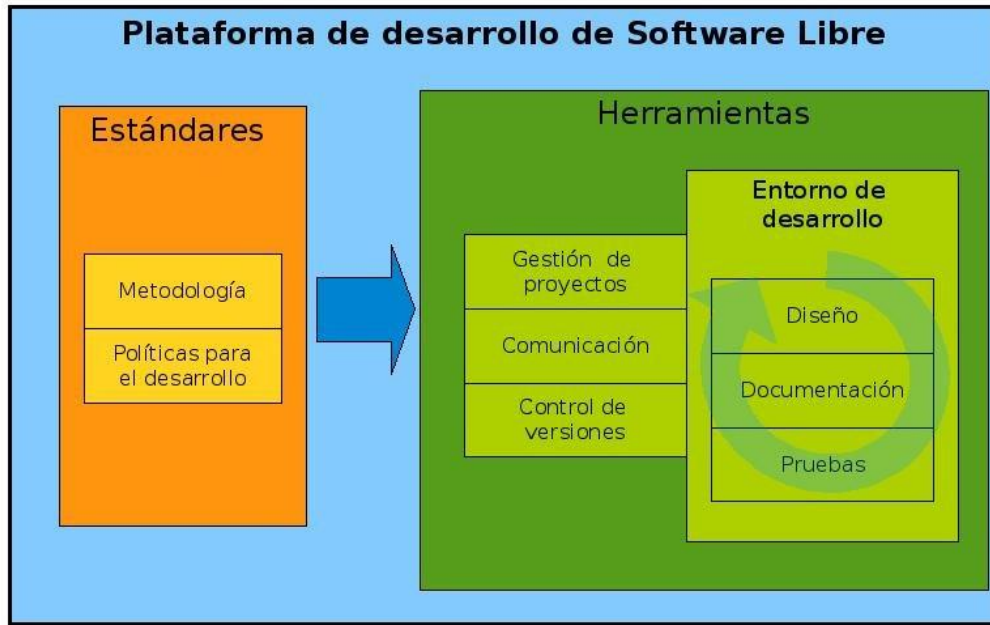 Plataforma de desarrollo de Software Libre
Estándares
Metodología
Políticas para
el desarrollo
Herramientas
Gestión de
proyectos
Comunicación
Control de
versiones
Entorno de
desarrollo
Diseño
Documentación
Pruebas